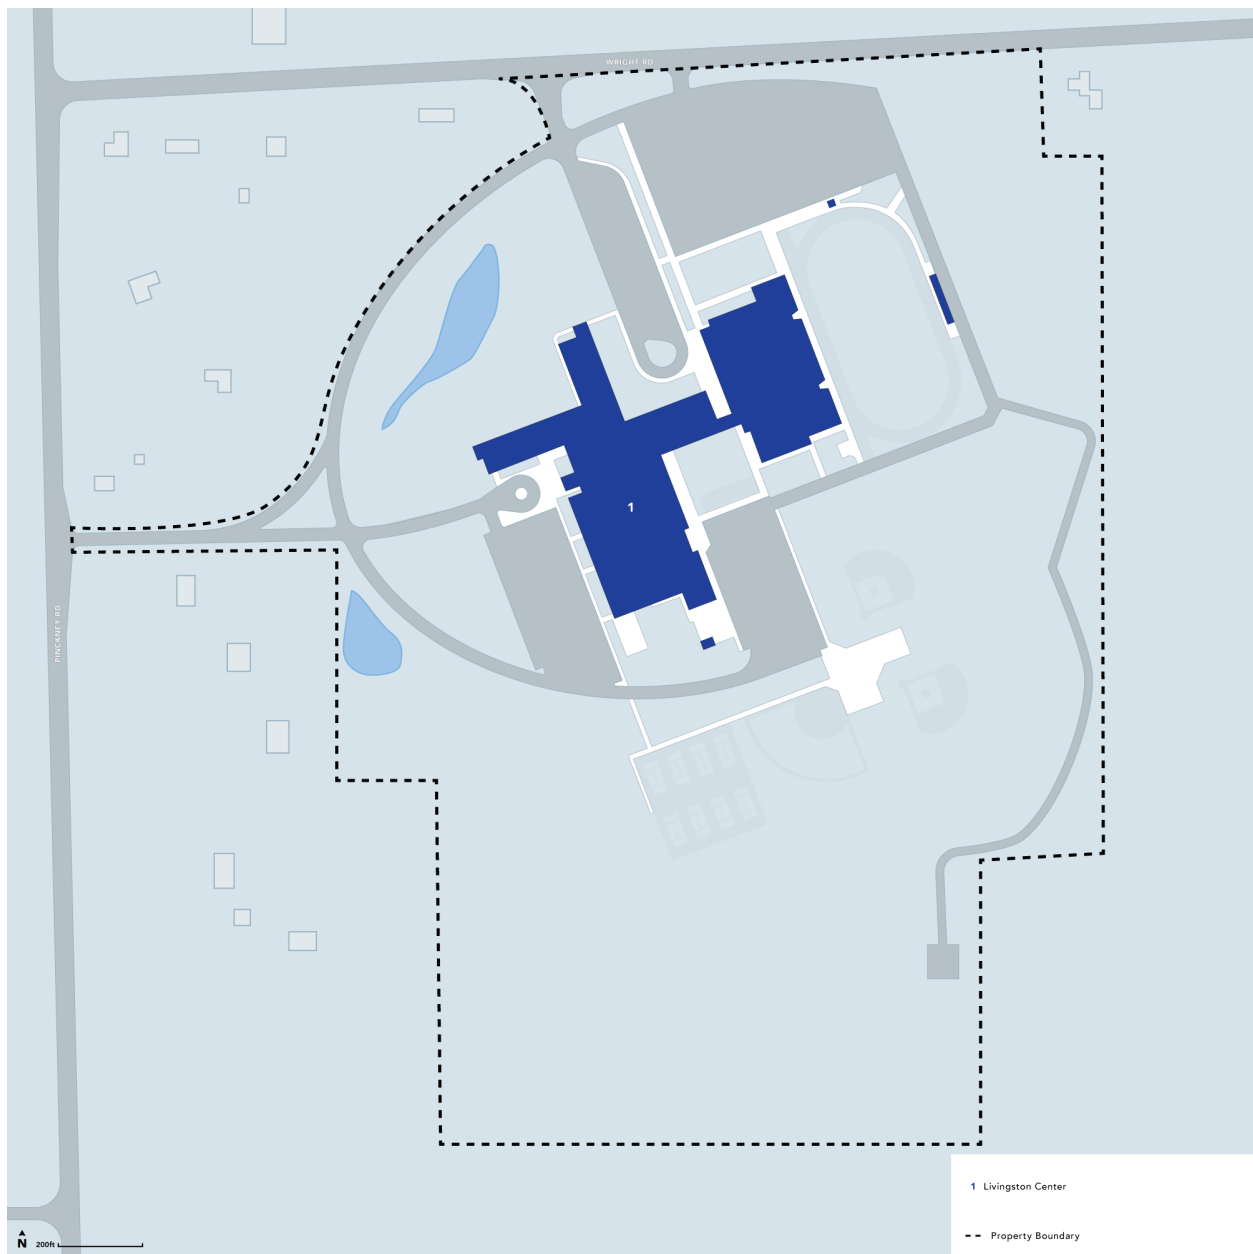 WRIGHT RD
1
PINCKNEY RD
1 Livingston Center
Property Boundary
N 200ft